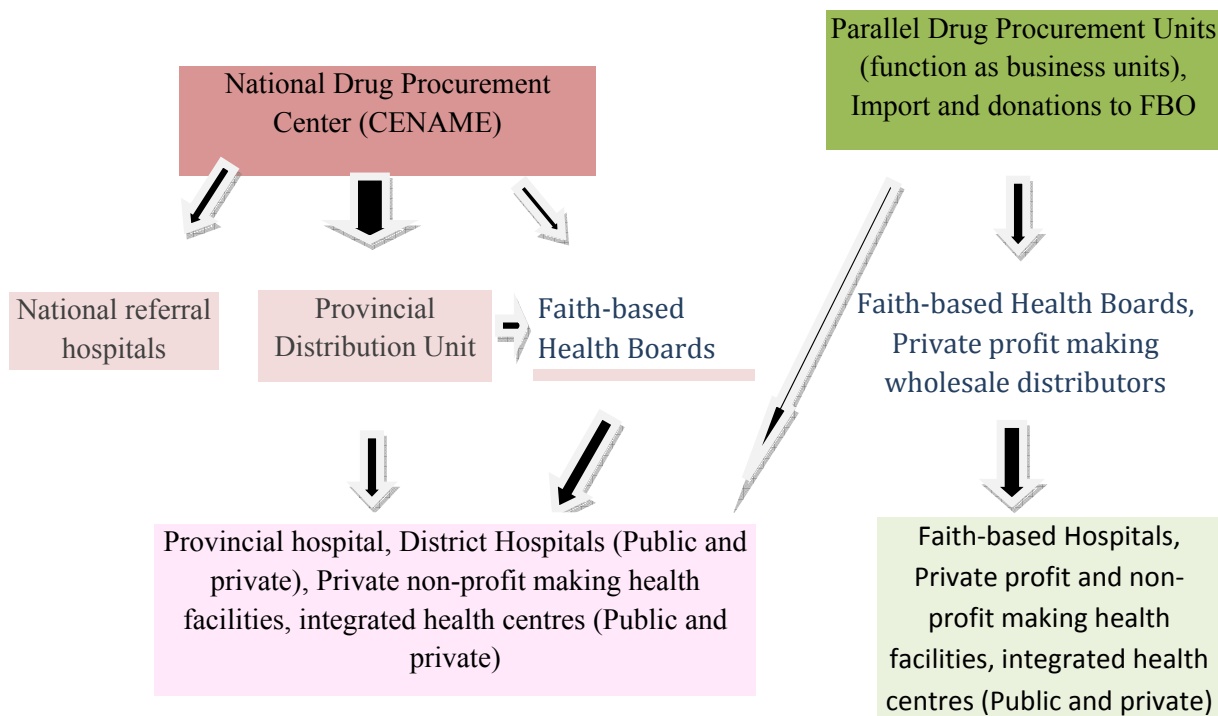 National Drug Procurement
Center (CENAME)
Parallel Drug Procurement Units
(function as business units),
Import and donations to FBO
National referral
hospitals
Provincial
Distribution Unit
Faith-based
Health Boards
Faith-based Health Boards,
Private profit making
wholesale distributors
Provincial hospital, District Hospitals (Public and
private), Private non-profit making health
facilities, integrated health centres (Public and
private)
Faith-based Hospitals,
Private profit and non-
profit making health
facilities, integrated health
centres (Public and private)